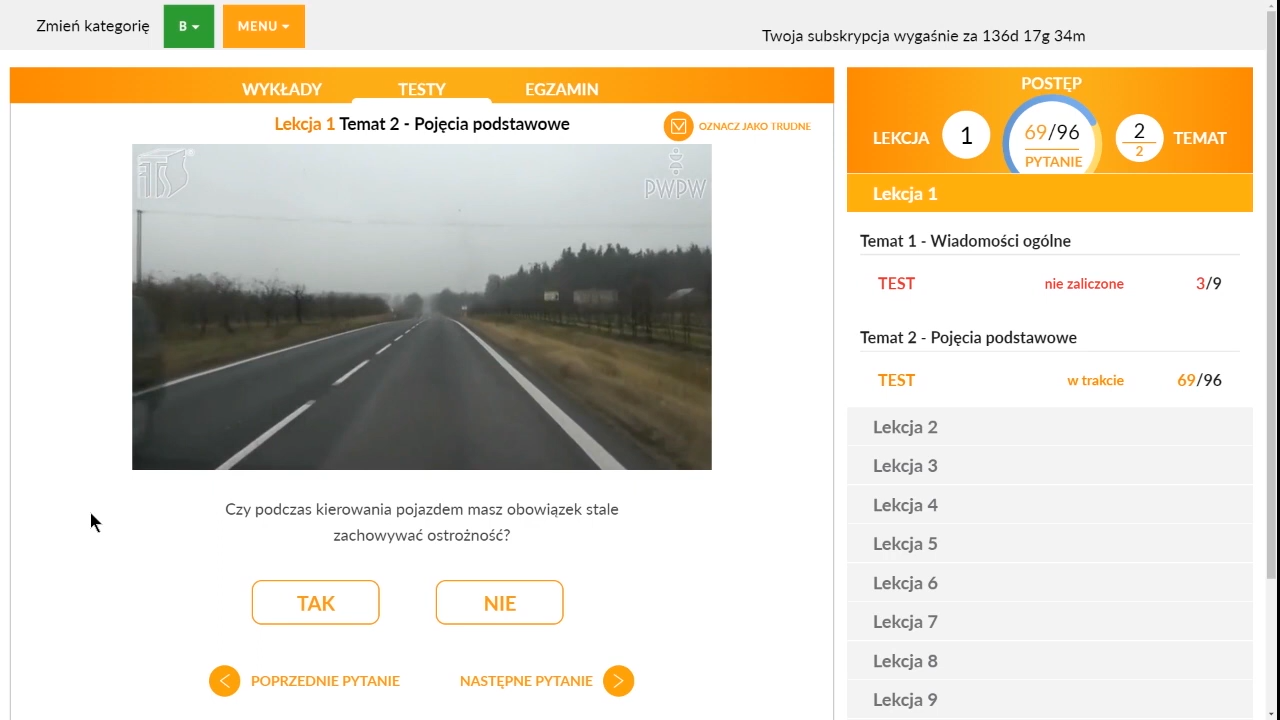 Zmień kategorię
B
MENU
Twoja subskrypcja wygaśnie za 136d 17g 34m
WYKŁADY
TESTY
EGZAMIN
Lekcja 1 Temat 2 - Pojęcia podstawowe
OZNACZ JAKO TRUDNE
PWPW
Czy podczas kierowania pojazdem masz obowiązek stale
zachowywać ostrożność?
TAK
NIE
POPRZEDNIE PYTANIE
NASTĘPNE PYTANIE
POSTĘP
LEKCJA
1
69/96
PYTANIE
2
2
TEMAT
Lekcja 1
Temat 1 - Wiadomości ogólne
TEST nie zaliczone 3/9
Temat 2 - Pojęcia podstawowe
TEST w trakcie 69/96
Lekcja 2
Lekcja 3
Lekcja 4
Lekcja 5
Lekcja 6
Lekcja 7
Lekcja 8
Lekcja 9